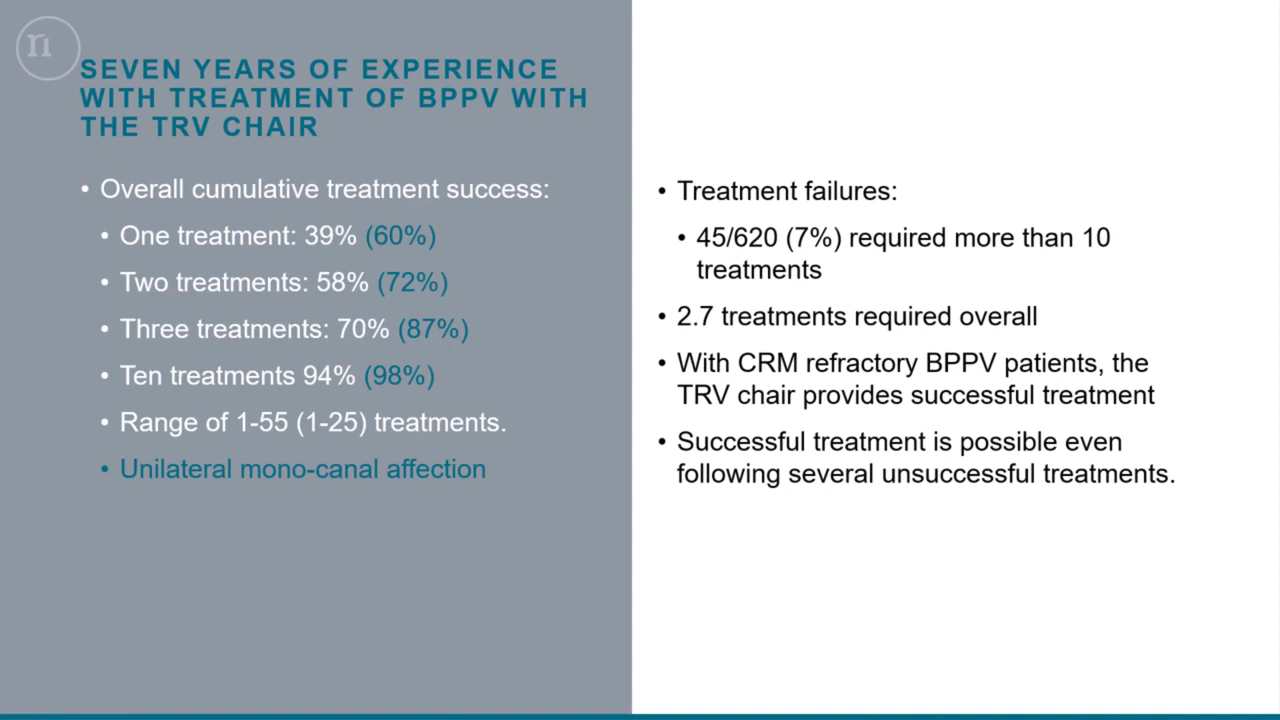 n
SEVEN YEARS OF EXPERIENCE
WITH TREATMENT OF BPPV WITH
THE TRV CHAIR
• Overall cumulative treatment success:
• One treatment: 39% (60%)
• Two treatments: 58% (72%)
• Three treatments: 70% (87%)
• Ten treatments 94% (98%)
• Range of 1-55 (1-25) treatments.
• Unilateral mono-canal affection
• Treatment failures:
• 45/620 (7%) required more than 10
treatments
• 2.7 treatments required overall
• With CRM refractory BPPV patients, the
TRV chair provides successful treatment
• Successful treatment is possible even
following several unsuccessful treatments.